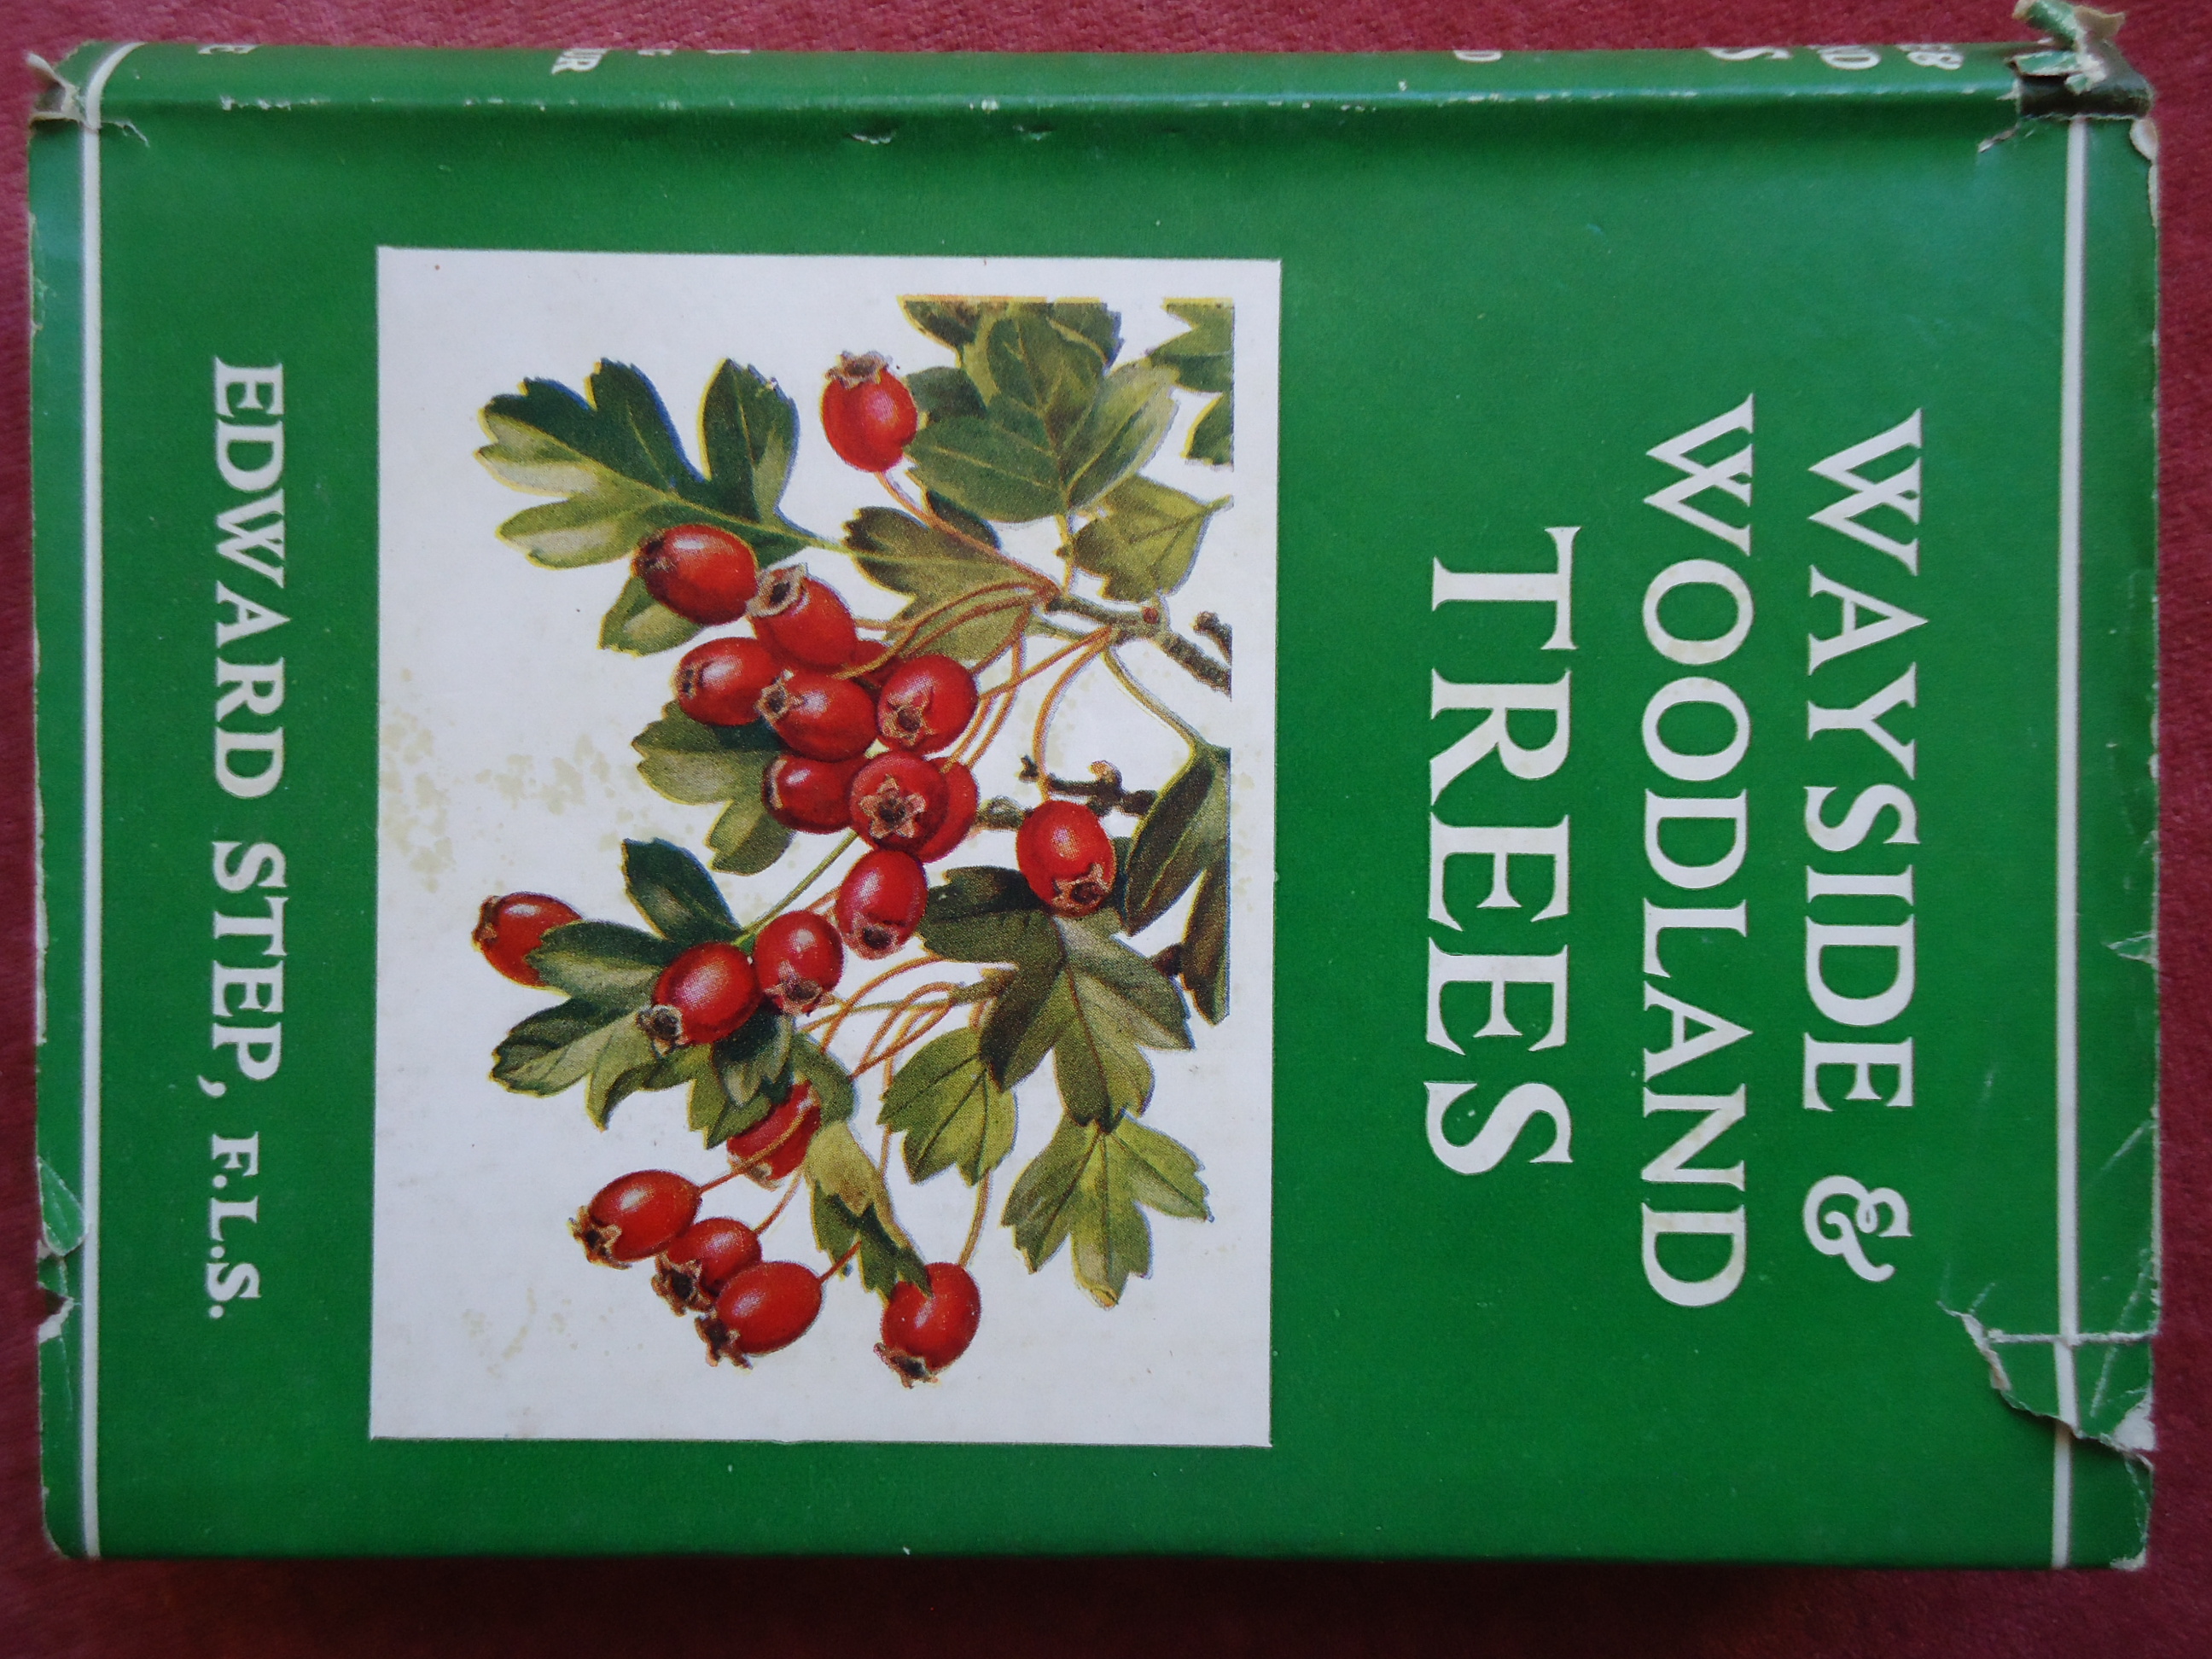 WAYSIDE &
WOODLAND
TREES
EDWARD STEP, F.L.S.